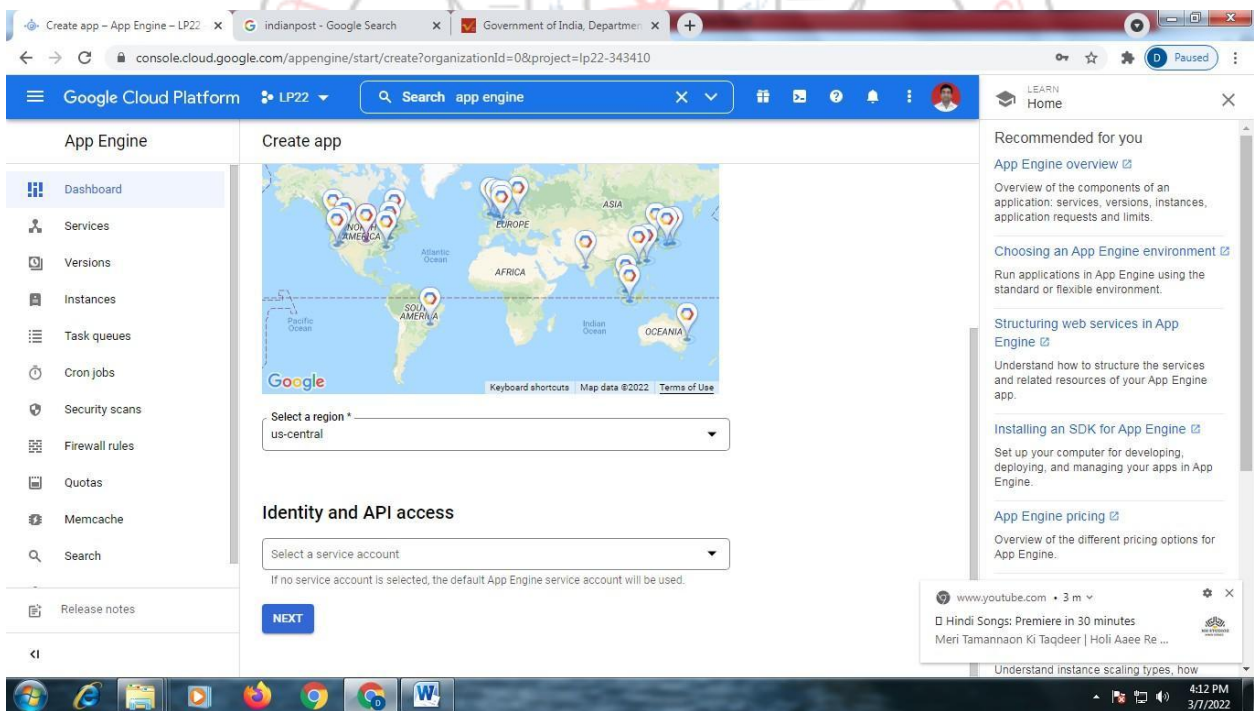 Create app – App Engine – LP22
indianpost - Google Search
Government of India, Departmen
console.cloud.google.com/appengine/start/create?organizationId=0&project=lp22-343410
D Paused
Google Cloud Platform
LP22
Search app engine
LEARN
Home
App Engine
Dashboard
Services
Versions
Instances
Task queues
Cron jobs
Security scans
Firewall rules
Quotas
Memcache
Search
Release notes
Create app
NORTH AMERICA
EUROPE
ASIA
Atlantic Ocean
AFRICA
Pacific Ocean
SOU
AMERICA
Indian Ocean
OCEANIA
Google
Keyboard shortcuts Map data ©2022 Terms of Use
Select a region *
us-central
Identity and API access
Select a service account
If no service account is selected, the default App Engine service account will be used.
NEXT
Recommended for you
App Engine overview
Overview of the components of an
application: services, versions, instances,
application requests and limits.
Choosing an App Engine environment
Run applications in App Engine using the
standard or flexible environment.
Structuring web services in App
Engine
Understand how to structure the services
and related resources of your App Engine
app.
Installing an SDK for App Engine
Set up your computer for developing,
deploying, and managing your apps in App
Engine.
App Engine pricing
Overview of the different pricing options for
App Engine.
www.youtube.com • 3 m
Hindi Songs: Premiere in 30 minutes
Meri Tamannaon Ki Taqdeer | Holi Aaee Re ...
Understand instance scaling types, how
4:12 PM
3/7/2022